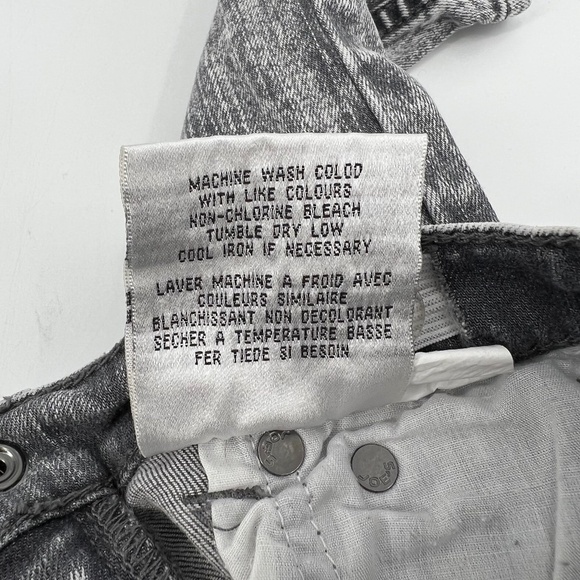 MACHINE WASH COLOD
WITH LIKE COLOURS
NON-CHLORINE BLEACH
TUMBLE DRY LOW
COOL IRON IF NECESSARY
LAVER MACHINE A FROID AVEC
COULEURS SIMILAIRE
BLANCHISSANT NON DECOLORANT
SECHER A TEMPERATURE BASSE
FER TIEDE SI BESOIN